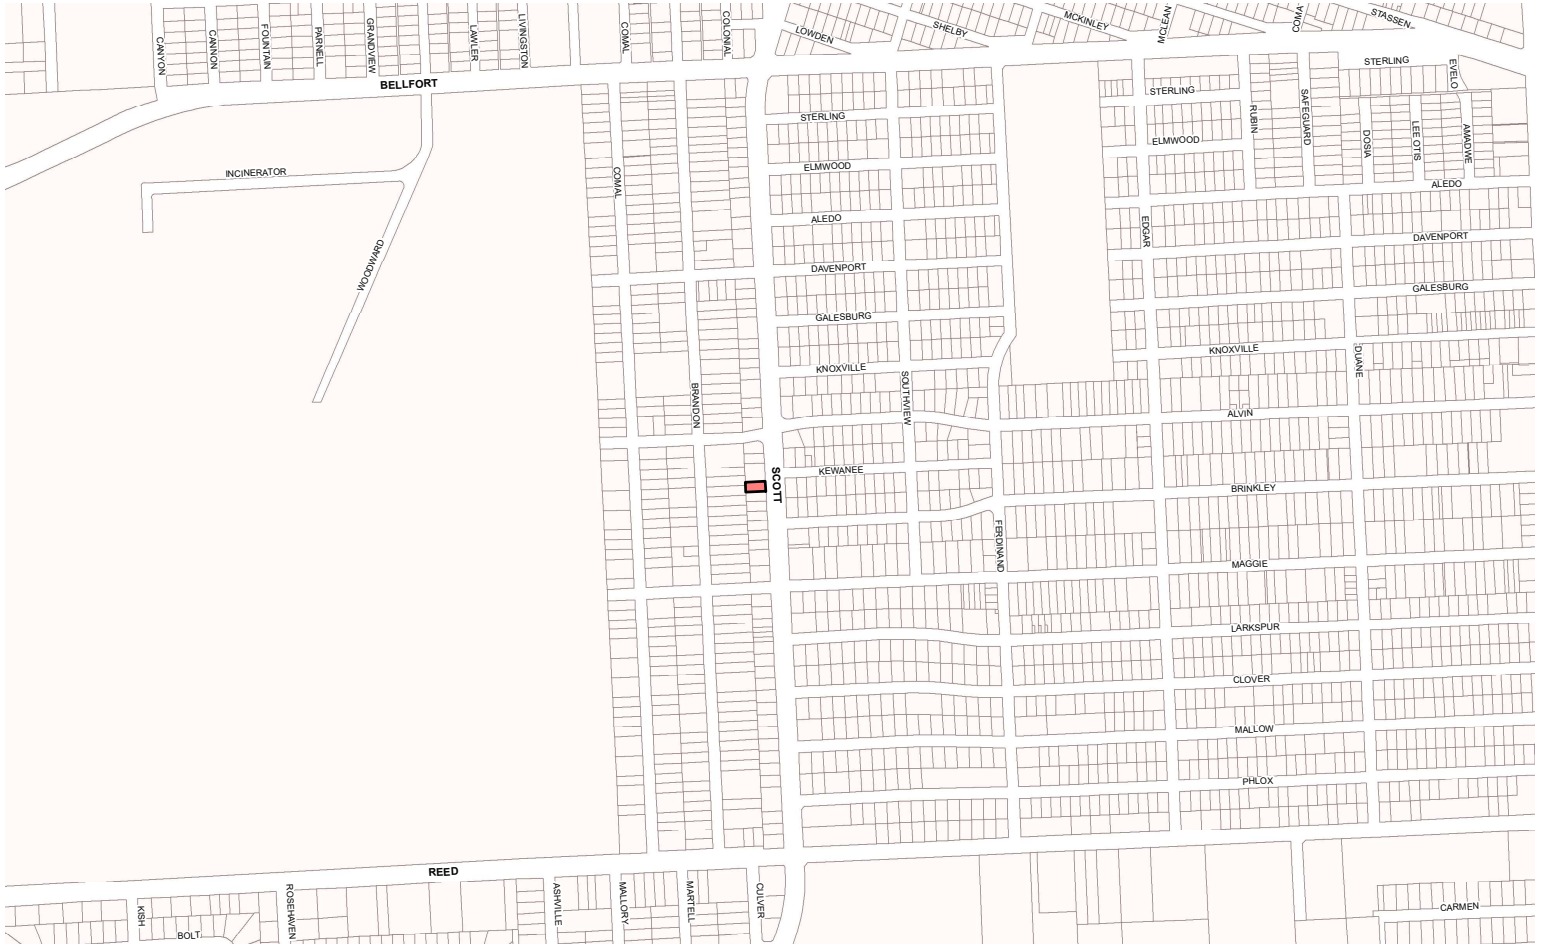 CANYON
CANNON
FOUNTAIN
PARNELL
GRANDVIEW
LAWLER
LIVINGSTON
COMAL
COLONIAL
LOWDEN
SHELBY
MCKINLEY
MCLEAN
COMA
STASSEN
BELLFORT
STERLING
EVELO
STERLING
STERLING
RUBIN
SAFEGUARD
DOSIA
LEE OTIS
AMADWE
ELMWOOD
ELMWOOD
INCINERATOR
COMAL
ALEDO
ALEDO
EDGAR
WOODWARD
DAVENPORT
DAVENPORT
GALESBURG
GALESBURG
KNOXVILLE
KNOXVILLE
DUANE
BRANDON
SOUTHVIEW
ALVIN
KEWANEE
SCOTT
BRINKLEY
FERDINAND
MAGGIE
LARKSPUR
CLOVER
MALLOW
PHLOX
REED
KISH
ROSEHAVEN
BOLT
ASHVILLE
MALLORY
MARTELL
CULVER
CARMEN